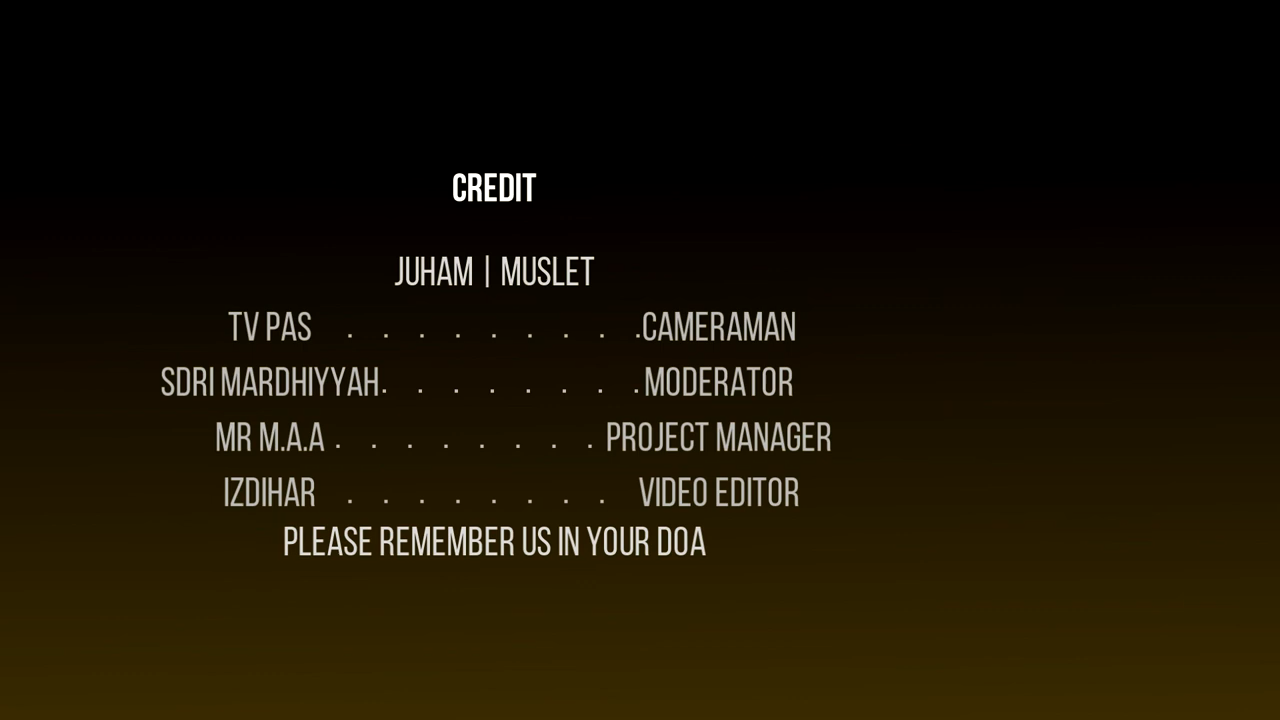 CREDIT
JUHAM | MUSLET
TV PAS . . . . . . . . .CAMERAMAN
SDRI MARDHIYYAH. . . . . . . .MODERATOR
MR M.A.A . . . . . . . . PROJECT MANAGER
IZDIHAR . . . . . . . . VIDEO EDITOR
PLEASE REMEMBER US IN YOUR DOA